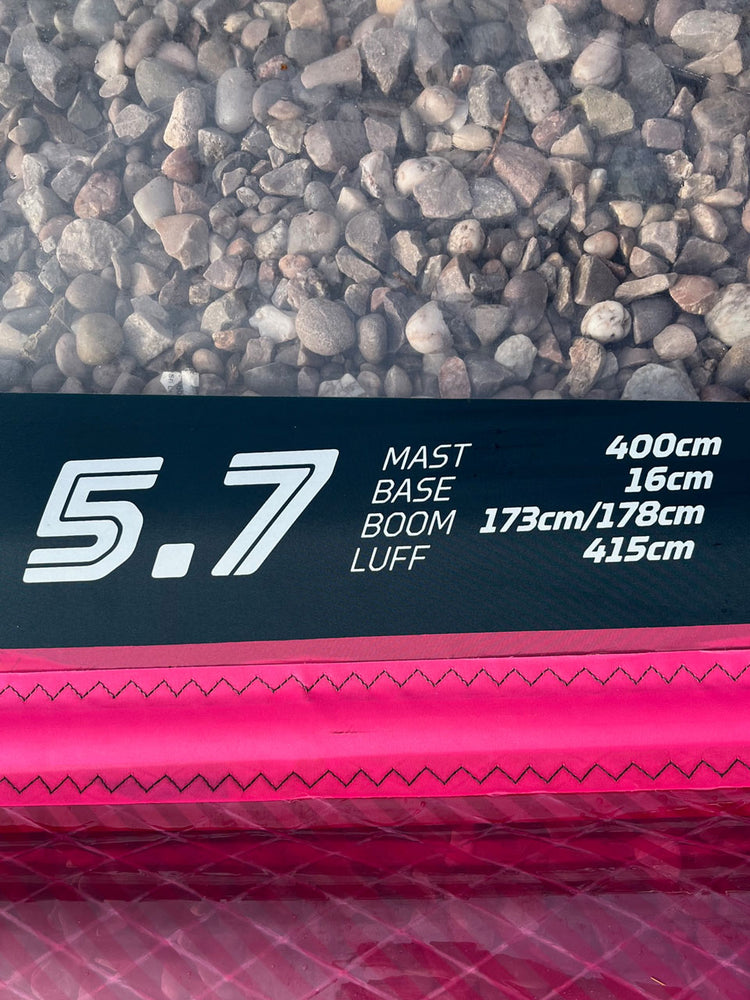 5.7
MAST 400cm
BASE 16cm
BOOM 173cm/178cm
LUFF 415cm